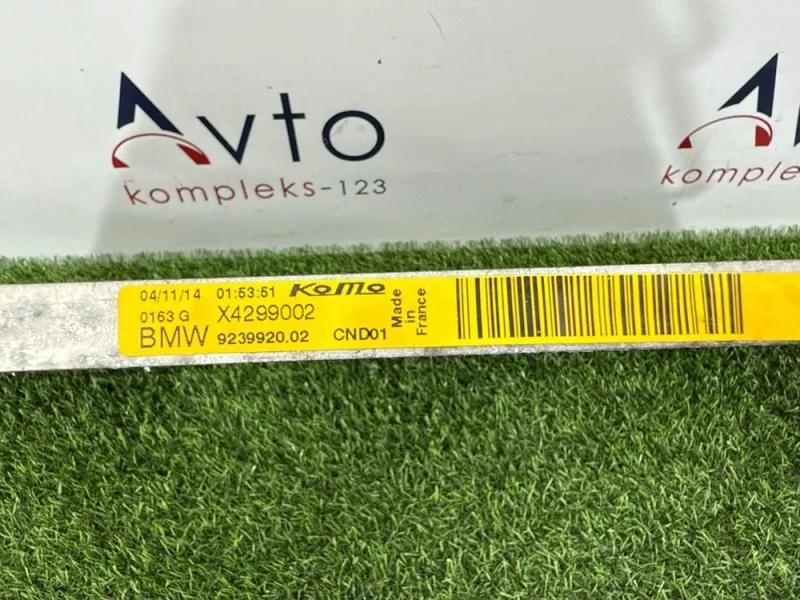 Avto
kompleks-123
A
komple
04/11/14 01:53:51 KOMO
0163 G X4299002
BMW 9239920.02 CND01
Made in France